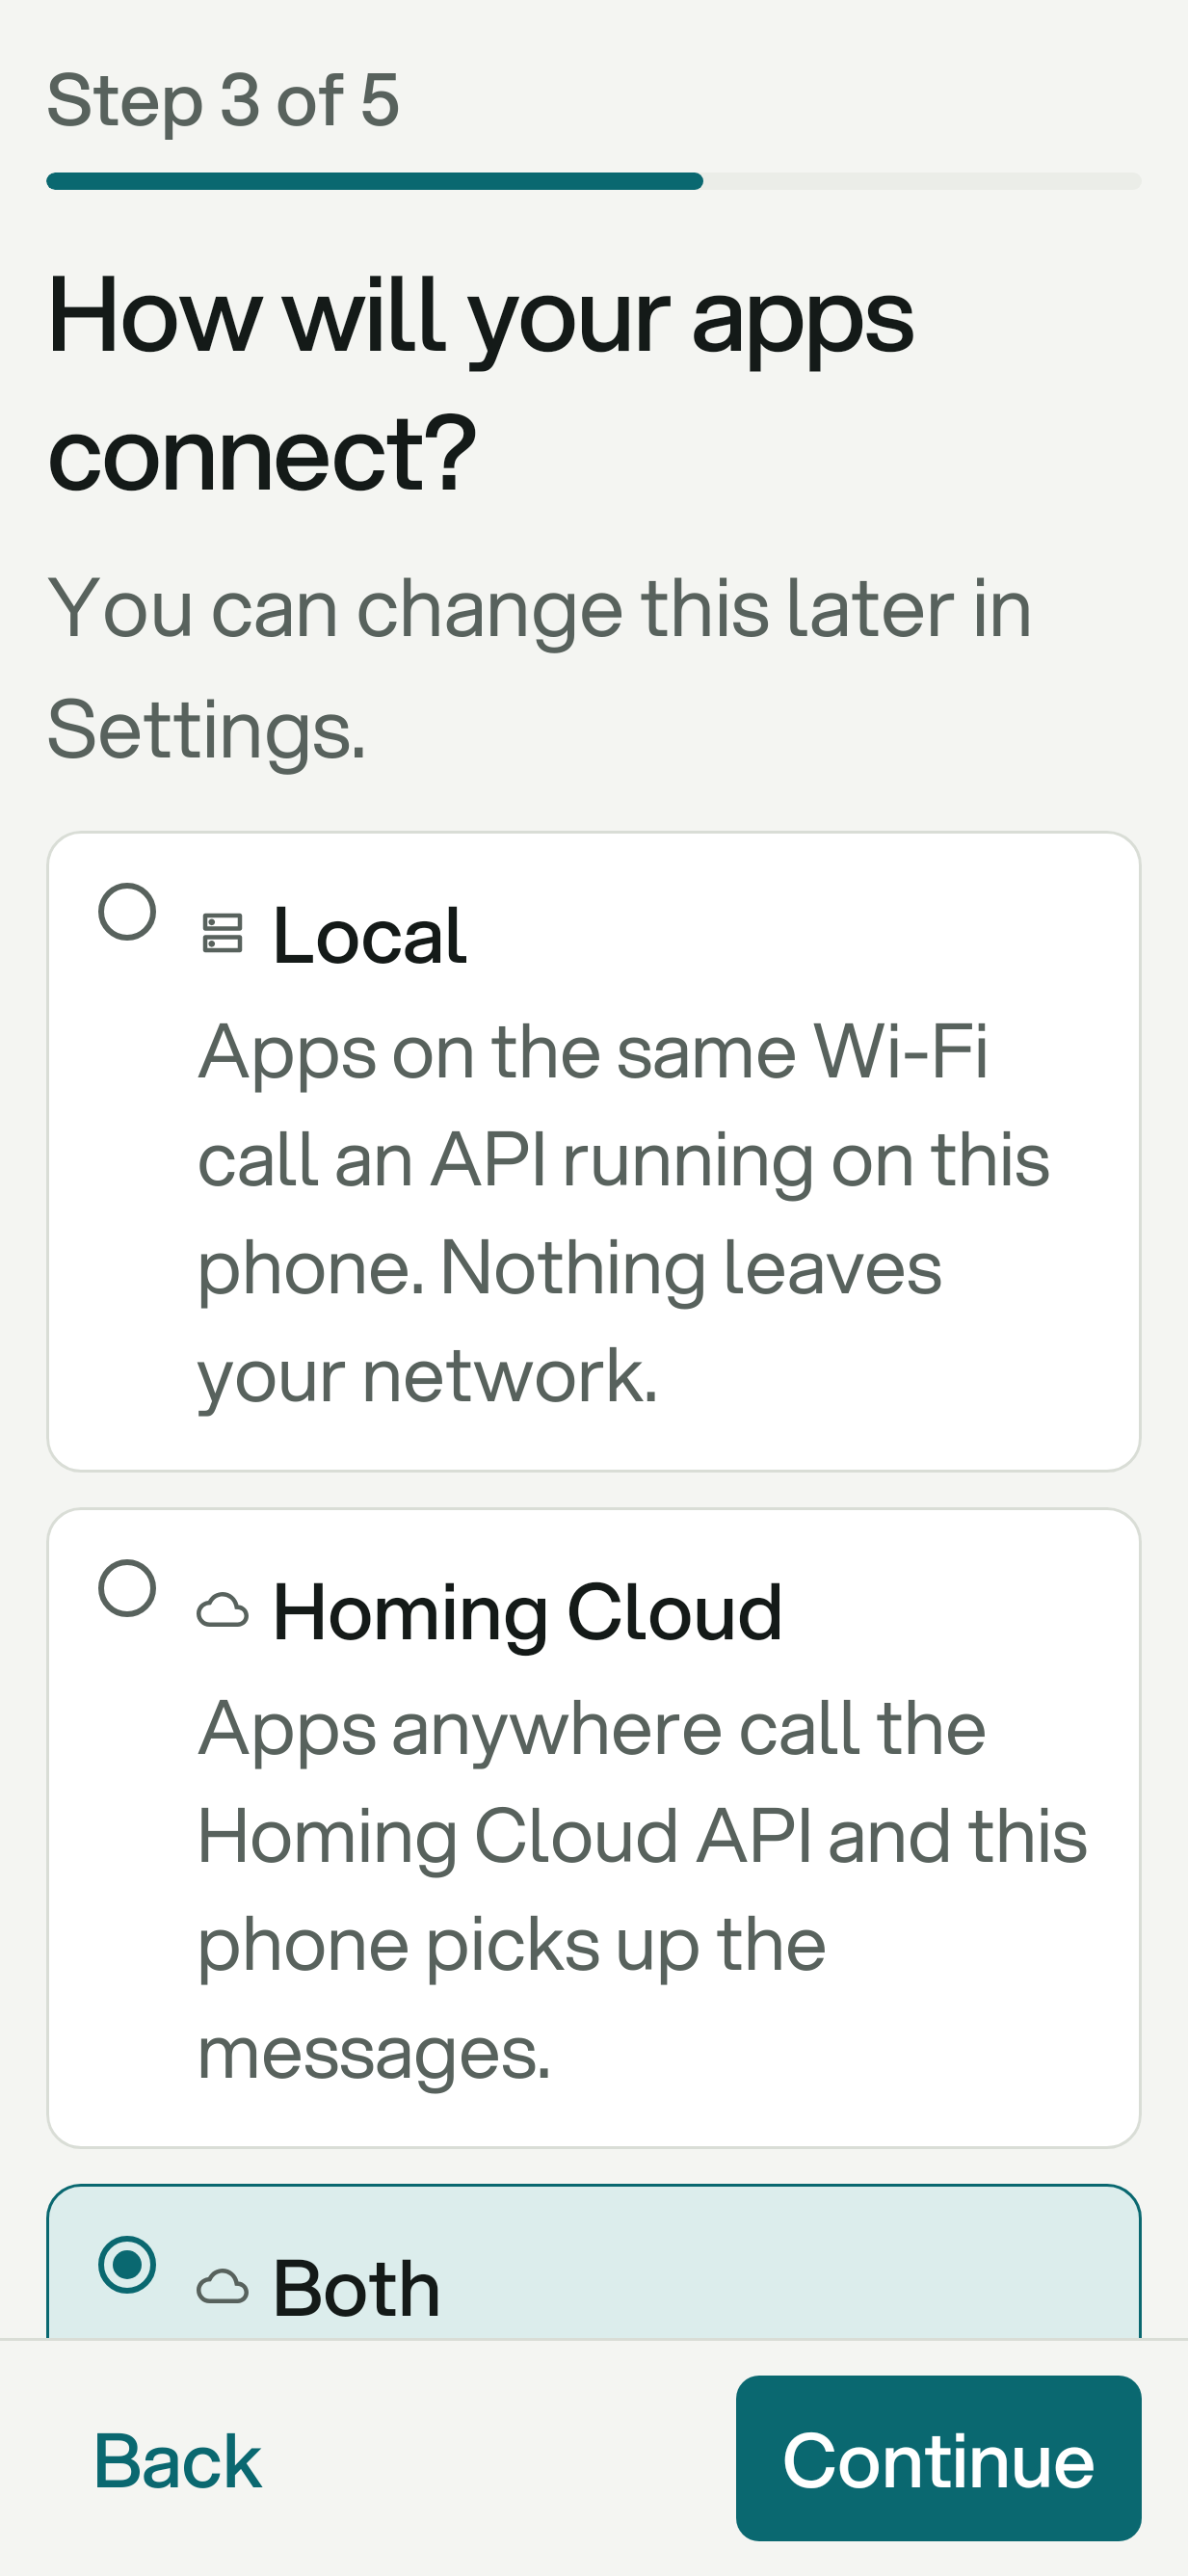 Step 3 of 5
How will your apps
connect?
You can change this later in
Settings.
Local
Apps on the same Wi-Fi
call an API running on this
phone. Nothing leaves
your network.
Homing Cloud
Apps anywhere call the
Homing Cloud API and this
phone picks up the
messages.
Both
Back
Continue